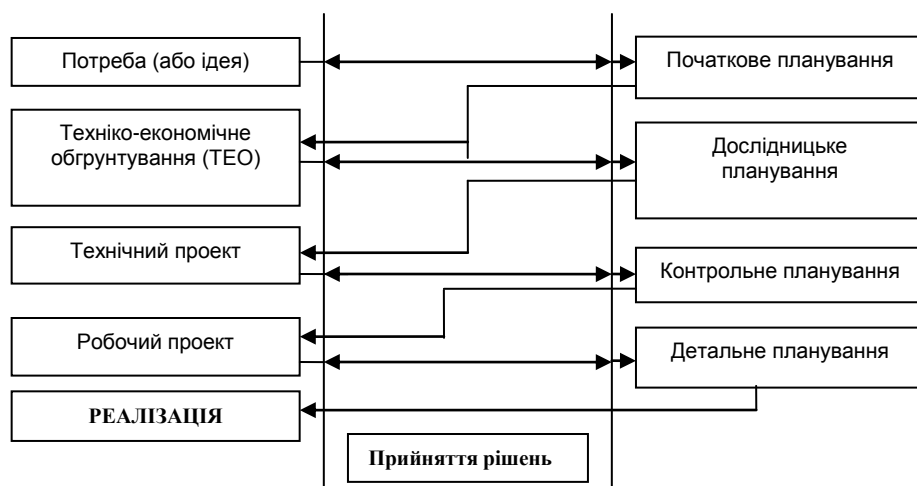 Потреба (або ідея)
Початкове планування
Техніко-економічне
обгрунтування (ТЕО)
Дослідницьке
планування
Технічний проект
Контрольне планування
Робочий проект
Детальне планування
РЕАЛІЗАЦІЯ
Прийняття рішень